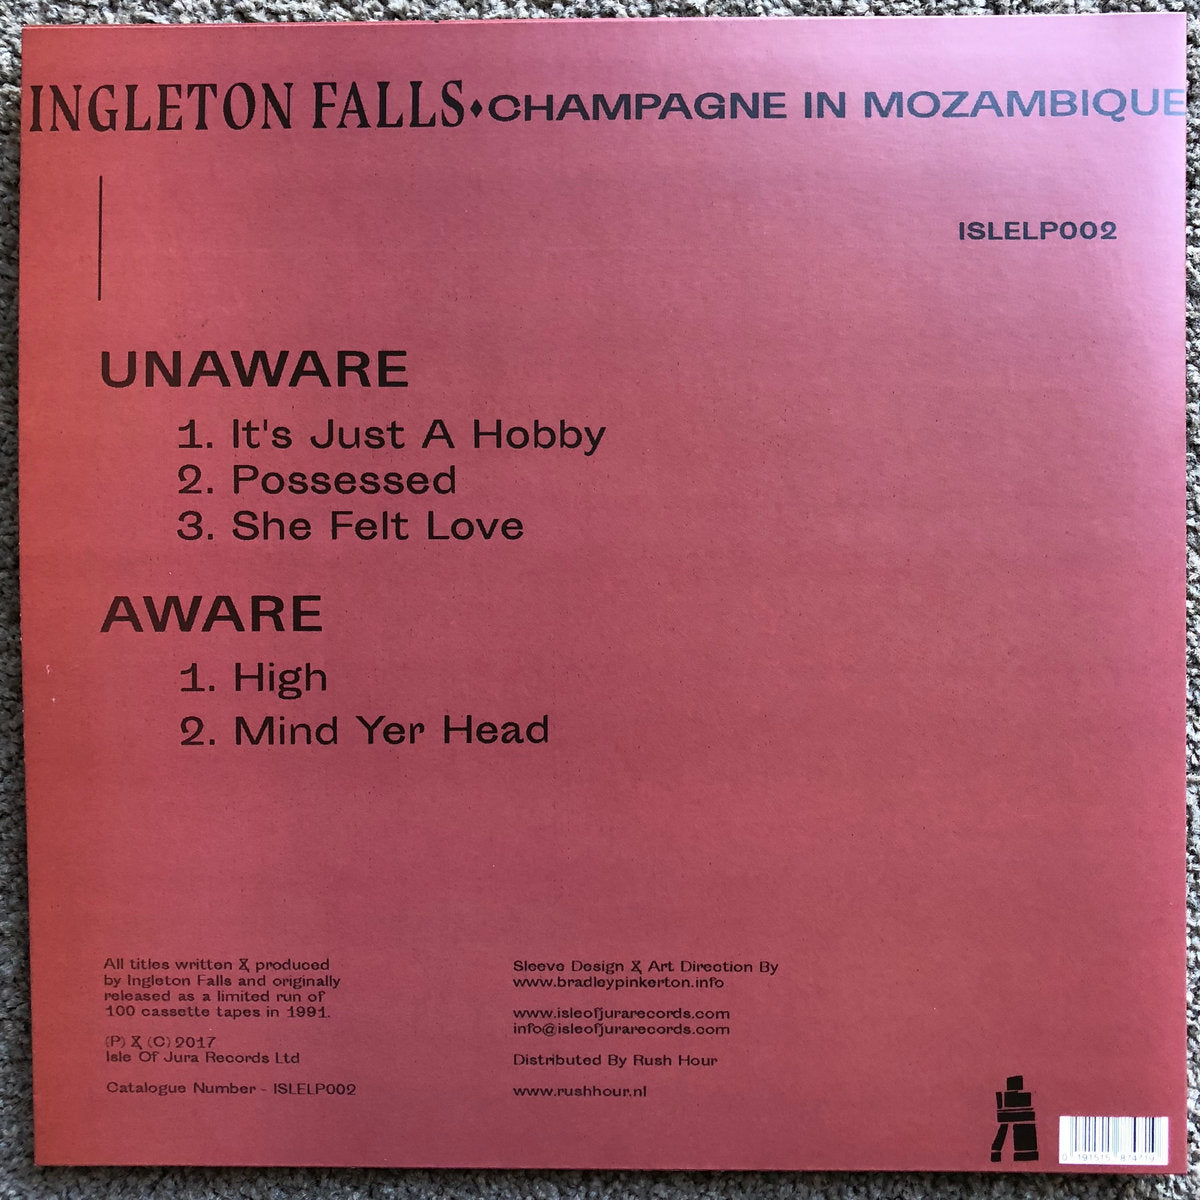 INGLETON FALLS♦CHAMPAGNE IN MOZAMBIQUE
ISLELP002
UNAWARE
1. It's Just A Hobby
2. Possessed
3. She Felt Love
AWARE
1. High
2. Mind Yer Head
All titles written & produced
by Ingleton Falls and originally
released as a limited run of
100 cassette tapes in 1991.
(P) & (C) 2017
Isle Of Jura Records Ltd
Catalogue Number - ISLELP002
Sleeve Design & Art Direction By
www.bradleypinkerton.info
www.isleofjurarecords.com
info@isleofjurarecords.com
Distributed By Rush Hour
www.rushhour.nl